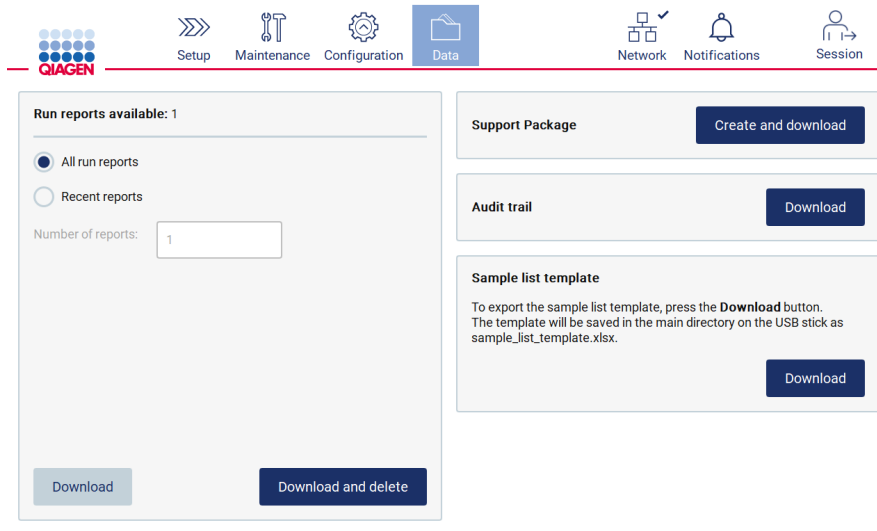 QIAGEN
Setup
Maintenance
Configuration
Data
Network
Notifications
Session
Run reports available: 1
All run reports
Recent reports
Number of reports: 1
Download
Download and delete
Support Package
Create and download
Audit trail
Download
Sample list template
To export the sample list template, press the Download button.
The template will be saved in the main directory on the USB stick as
sample_list_template.xlsx.
Download